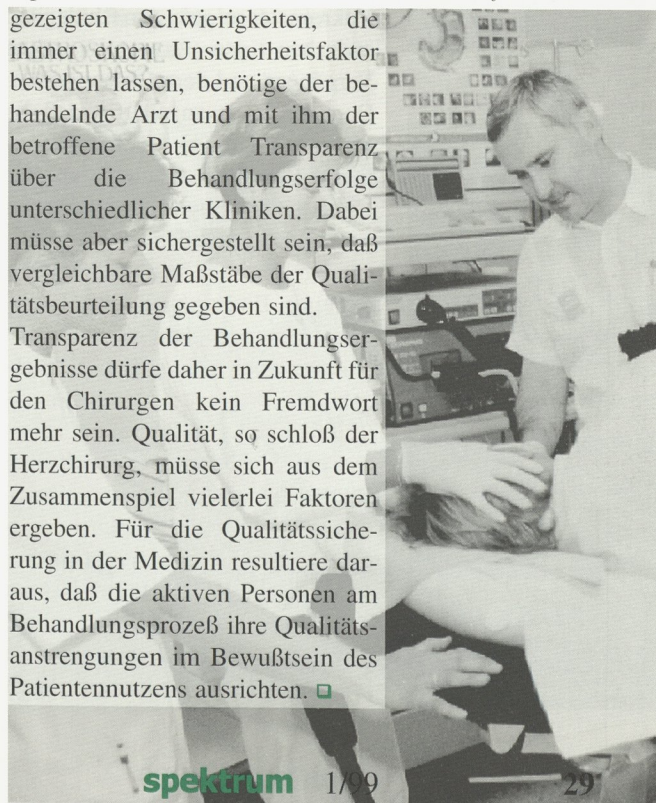 gezeigten Schwierigkeiten, die
immer einen Unsicherheitsfaktor
bestehen lassen, benötige der be-
handelnde Arzt und mit ihm der
betroffene Patient Transparenz
über die Behandlungserfolge
unterschiedlicher Kliniken. Dabei
müsse aber sichergestellt sein, daß
vergleichbare Maßstäbe der Quali-
tätsbeurteilung gegeben sind.
Transparenz der Behandlungser-
gebnisse dürfe daher in Zukunft für
den Chirurgen kein Fremdwort
mehr sein. Qualität, so schloß der
Herzchirurg, müsse sich aus dem
Zusammenspiel vielerlei Faktoren
ergeben. Für die Qualitätssiche-
rung in der Medizin resultiere dar-
aus, daß die aktiven Personen am
Behandlungsprozeß ihre Qualitäts-
anstrengungen im Bewußtsein des
Patientennutzens ausrichten.
spektrum 1/99 29